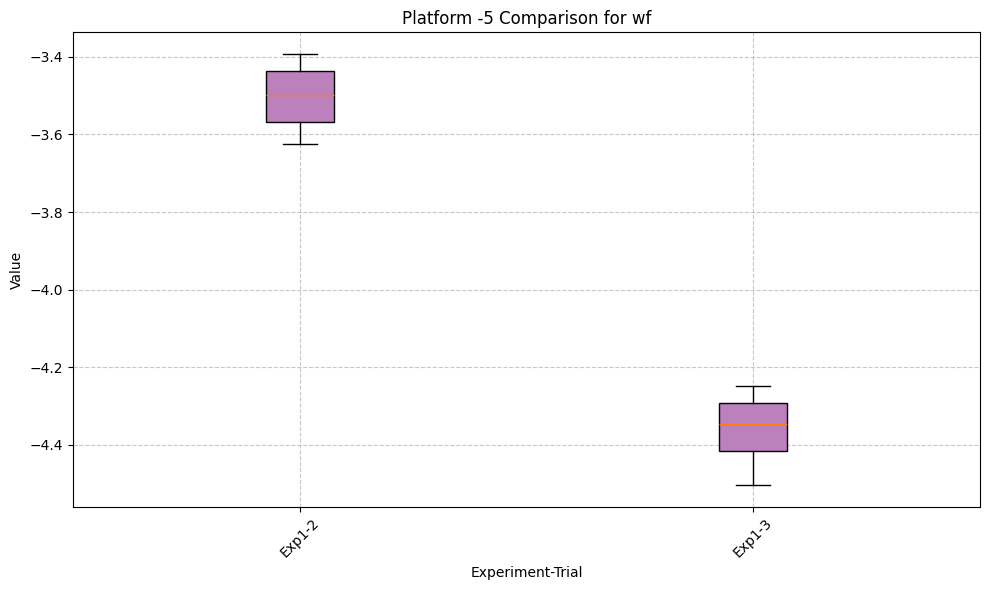 Platform -5 Comparison for wf
−3.4
−3.6
−3.8
−4.0
−4.2
−4.4
Value
Exp1-2
Exp1-3
Experiment-Trial